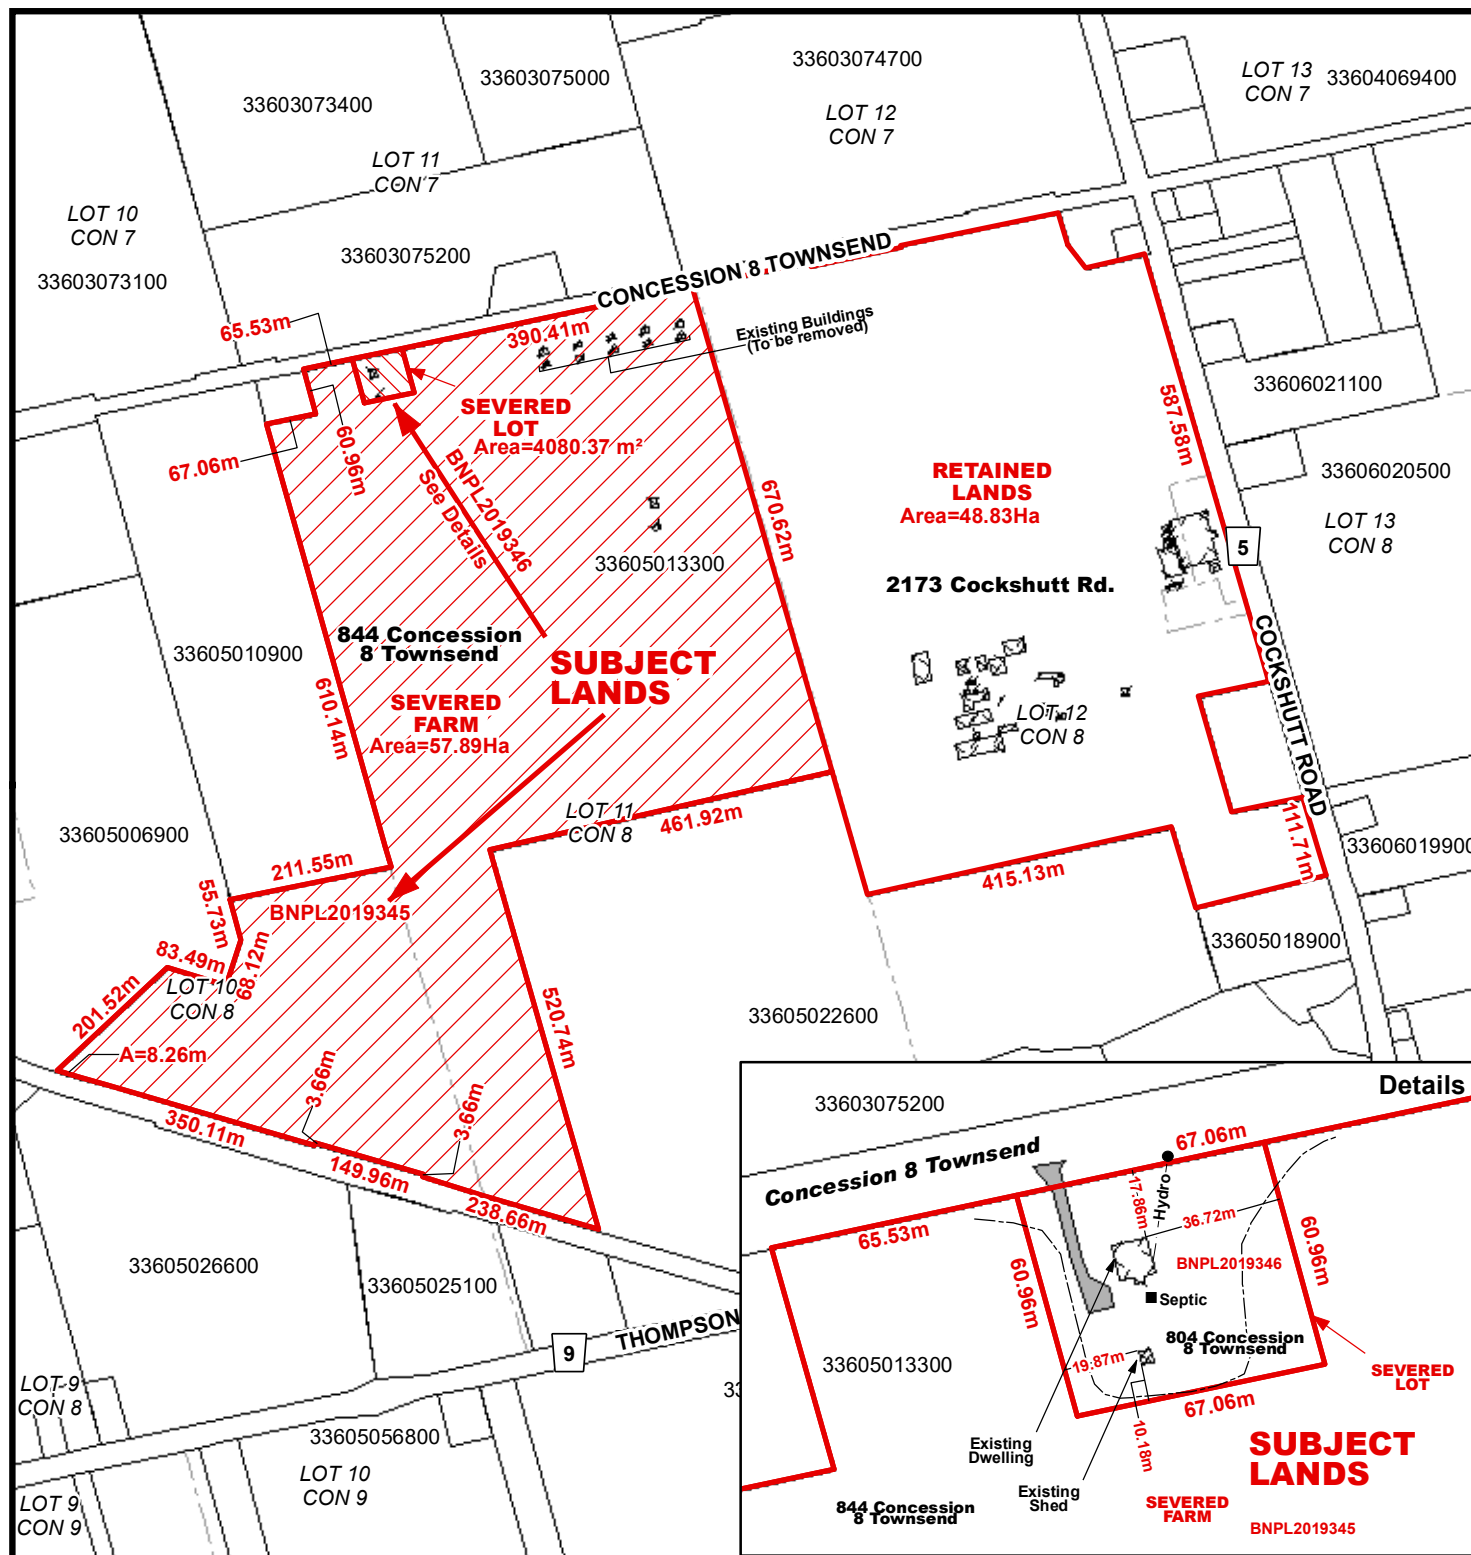 33603074700
LOT 13
CON 7
33604069400
33603075000
33603073400
LOT 12
CON 7
LOT 11
CON 7
LOT 10
CON 7
33603075200
33603073100
CONCESSION 8 TOWNSEND
65.53m
390.41m
Existing Buildings
(To be removed)
33606021100
587.58m
SEVERED
LOT
Area=4080.37 m²
67.06m
60.96m
BNPL2019346
See Details
670.62m
RETAINED
LANDS
Area=48.83Ha
33606020500
LOT 13
CON 8
5
33605013300
2173 Cockshutt Rd.
844 Concession
8 Townsend
33605010900
SUBJECT
LANDS
COCKSHUTT ROAD
610.14m
SEVERED
FARM
Area=57.89Ha
LOT 12
CON 8
LOT 11
CON 8
461.92m
33605006900
33606019900
111.71m
211.55m
415.13m
55.73m
BNPL2019345
33605018900
83.49m
68.12m
LOT 10
CON 8
201.52m
520.74m
33605022600
A=8.26m
3.66m
3.66m
350.11m
149.96m
238.66m
33605026600
33605025100
THOMPSON
9
LOT 9
CON 8
33605056800
LOT 10
CON 9
LOT 9
CON 9
33
Details
33603075200
67.06m
Concession 8 Townsend
17.86m
Hydro
36.72m
65.53m
60.96m
60.96m
BNPL2019346
Septic
804 Concession
8 Townsend
33605013300
19.87m
SEVERED
LOT
67.06m
10.18m
Existing
Dwelling
SUBJECT
LANDS
Existing
Shed
844 Concession
8 Townsend
SEVERED
FARM
BNPL2019345